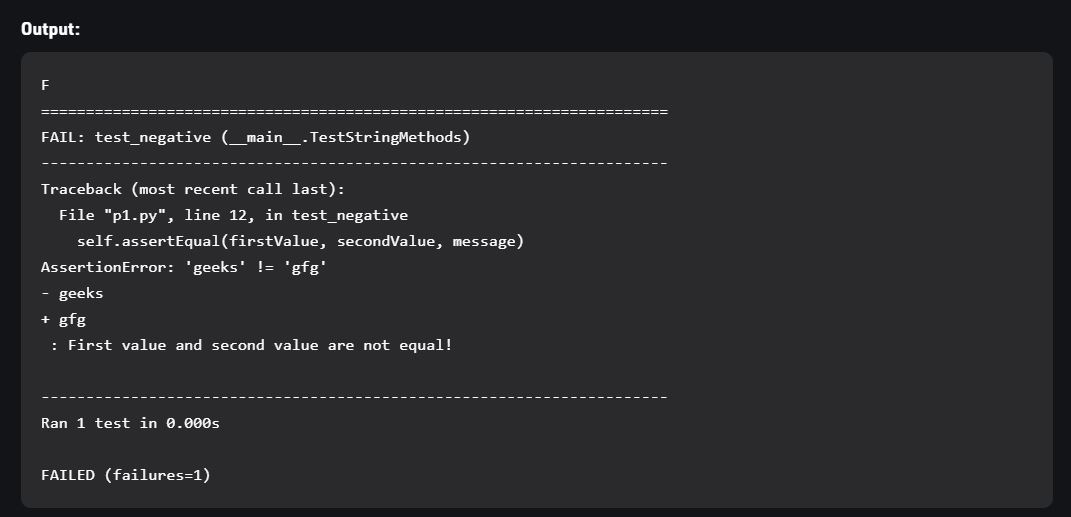 Output:
F
======================================================================
FAIL: test_negative (__main__.TestStringMethods)
----------------------------------------------------------------------
Traceback (most recent call last):
  File "p1.py", line 12, in test_negative
    self.assertEqual(firstValue, secondValue, message)
AssertionError: 'geeks' != 'gfg'
- geeks
+ gfg
 : First value and second value are not equal!
----------------------------------------------------------------------
Ran 1 test in 0.000s
FAILED (failures=1)